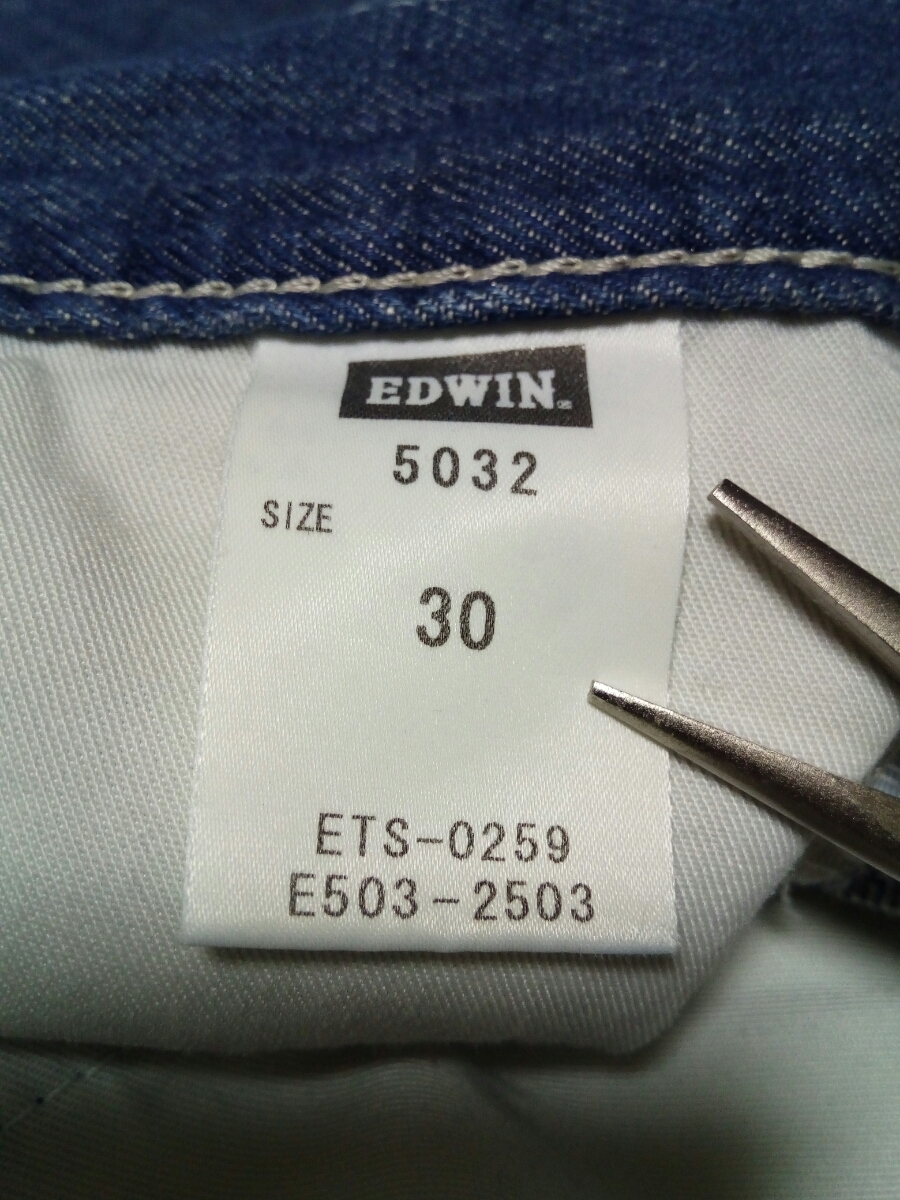 EDWIN
5032
SIZE
30
ETS-0259
E503-2503